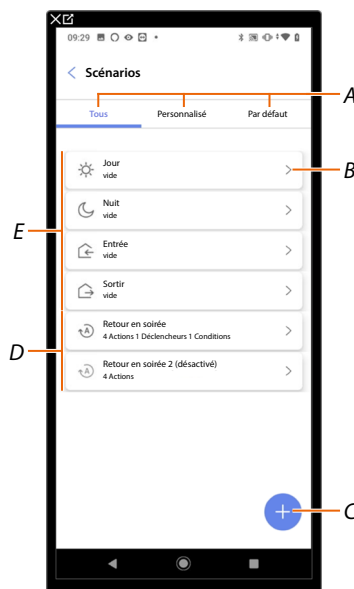 09:29
Scénarios
A
Tous Personnalisé Par défaut
Jour
vide
B
Nuit
vide
E
Entrée
vide
Sortir
vide
Retour en soirée
4 Actions 1 Déclencheurs 1 Conditions
D
Retour en soirée 2 (désactivé)
4 Actions
C